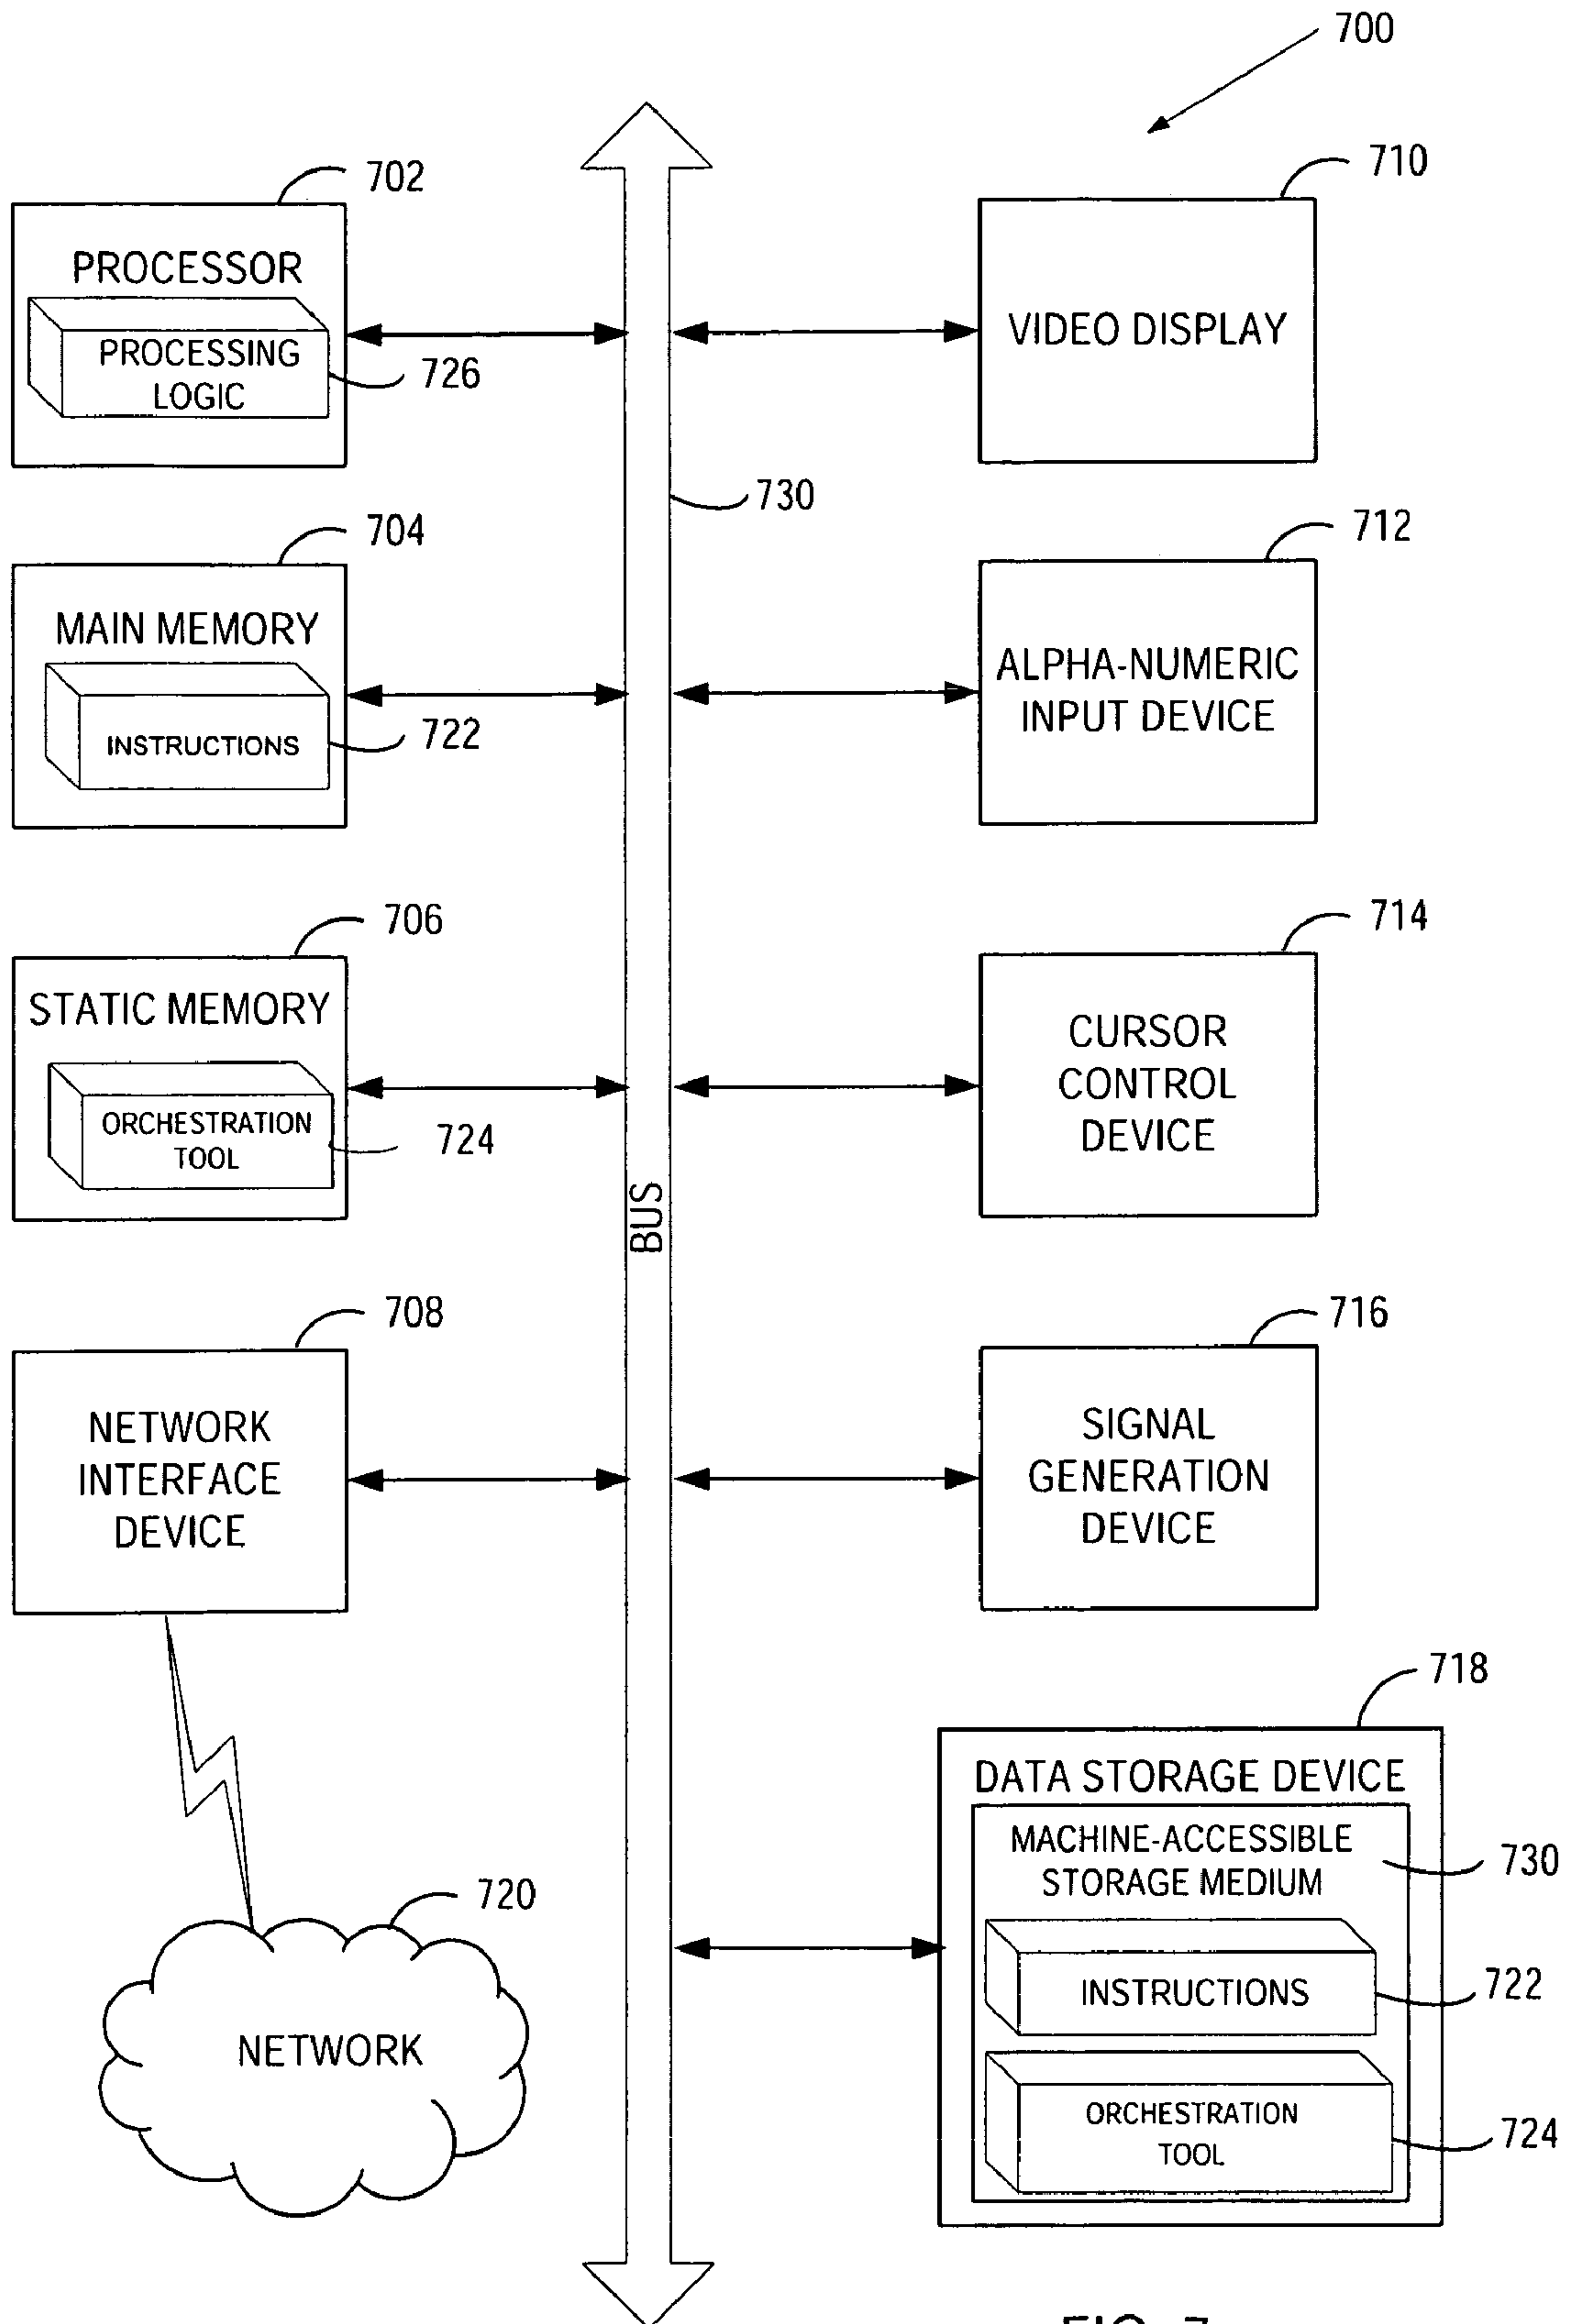 700
702
PROCESSOR
PROCESSING
LOGIC
726
710
VIDEO DISPLAY
730
704
MAIN MEMORY
INSTRUCTIONS
722
712
ALPHA-NUMERIC
INPUT DEVICE
706
STATIC MEMORY
ORCHESTRATION
TOOL
724
714
CURSOR
CONTROL
DEVICE
BUS
708
NETWORK
INTERFACE
DEVICE
716
SIGNAL
GENERATION
DEVICE
718
DATA STORAGE DEVICE
MACHINE-ACCESSIBLE
STORAGE MEDIUM
730
INSTRUCTIONS
722
ORCHESTRATION
TOOL
724
720
NETWORK
FIG. 7